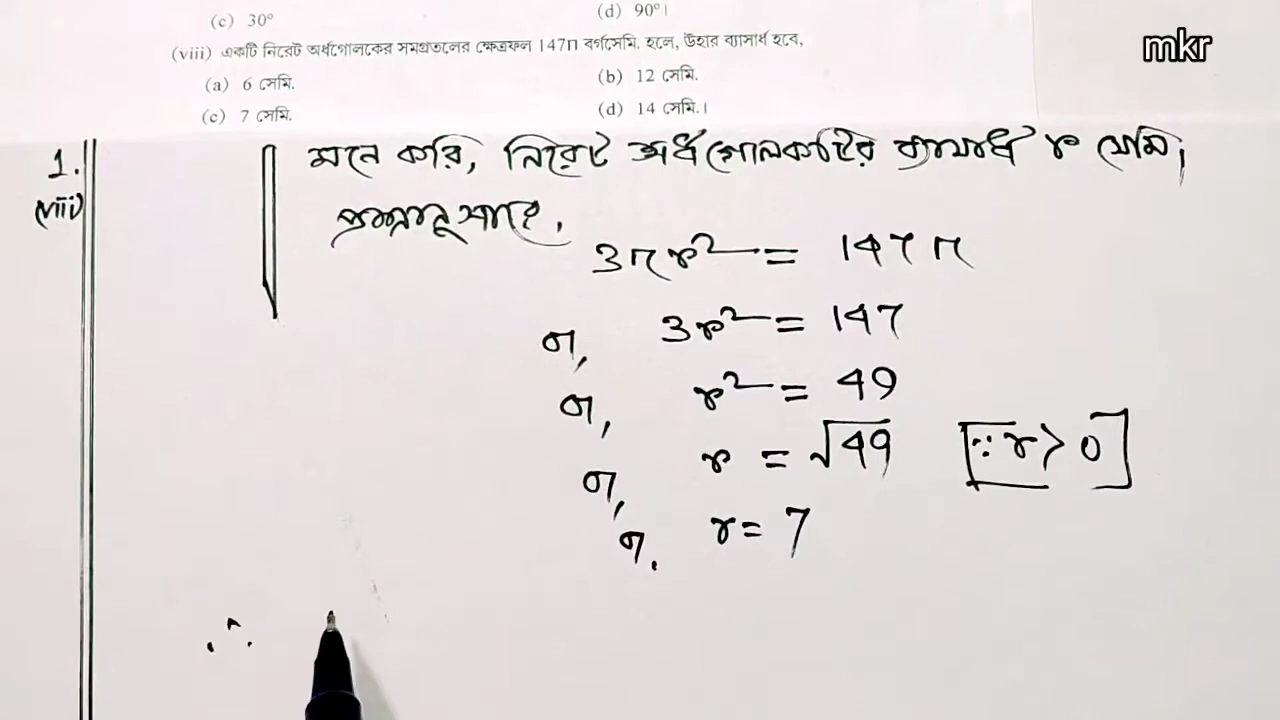 (c) 30° (d) 90°।
mkr
(viii) একটি নিরেট অর্ধগোলকের সমগ্রতলের ক্ষেত্রফল 147π বর্গসেমি. হলে, উহার ব্যাসার্ধ হবে,
(a) 6 সেমি. (b) 12 সেমি.
(c) 7 সেমি. (d) 14 সেমি.।
1. মনে করি, নিরেট অর্ধগোলকটির ব্যাসার্ধ r সেমি।
(viii) প্রশ্নানুসারে,
3πr² = 147π
বা, 3r² = 147
বা, r² = 49
বা, r = √49 [∵ r > 0]
বা, r = 7
∴